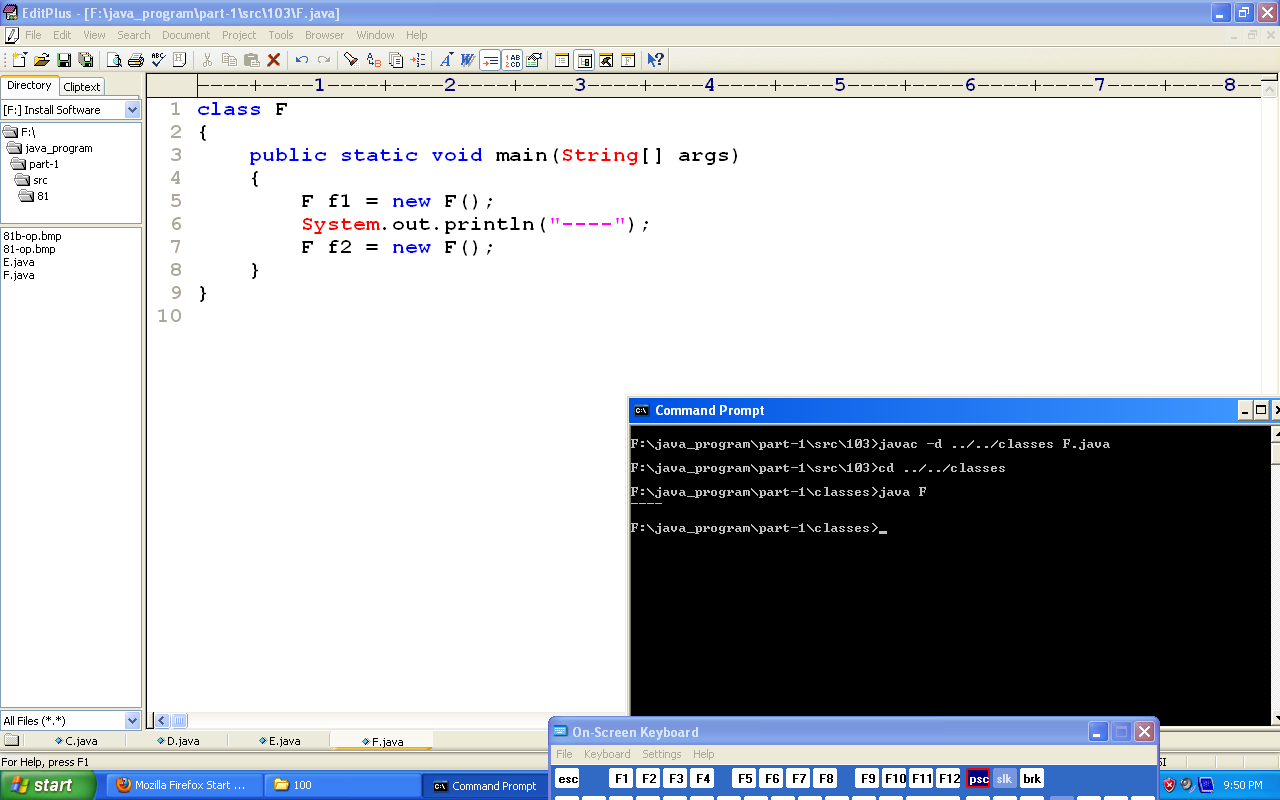 EditPlus - [F:\java_program\part-1\src\103\F.java]
File Edit View Search Document Project Tools Browser Window Help
Directory Cliptext
----+----1----+----2----+----3----+----4----+----5----+----6----+----7----+----8--
[F:] Install Software
F:\
java_program
part-1
src
81
81b-op.bmp
81-op.bmp
E.java
F.java
All Files (*.*)
1 class F
2 {
3 public static void main(String[] args)
4 {
5 F f1 = new F();
6 System.out.println("----");
7 F f2 = new F();
8 }
9 }
10
Command Prompt
F:\java_program\part-1\src\103>javac -d ../../classes F.java
F:\java_program\part-1\src\103>cd ../../classes
F:\java_program\part-1\classes>java F
----
F:\java_program\part-1\classes>_
C.java D.java E.java F.java
For Help, press F1
On-Screen Keyboard
File Keyboard Settings Help
esc F1 F2 F3 F4 F5 F6 F7 F8 F9 F10 F11 F12 psc slk brk
start Mozilla Firefox Start ... 100 Command Prompt 9:50 PM